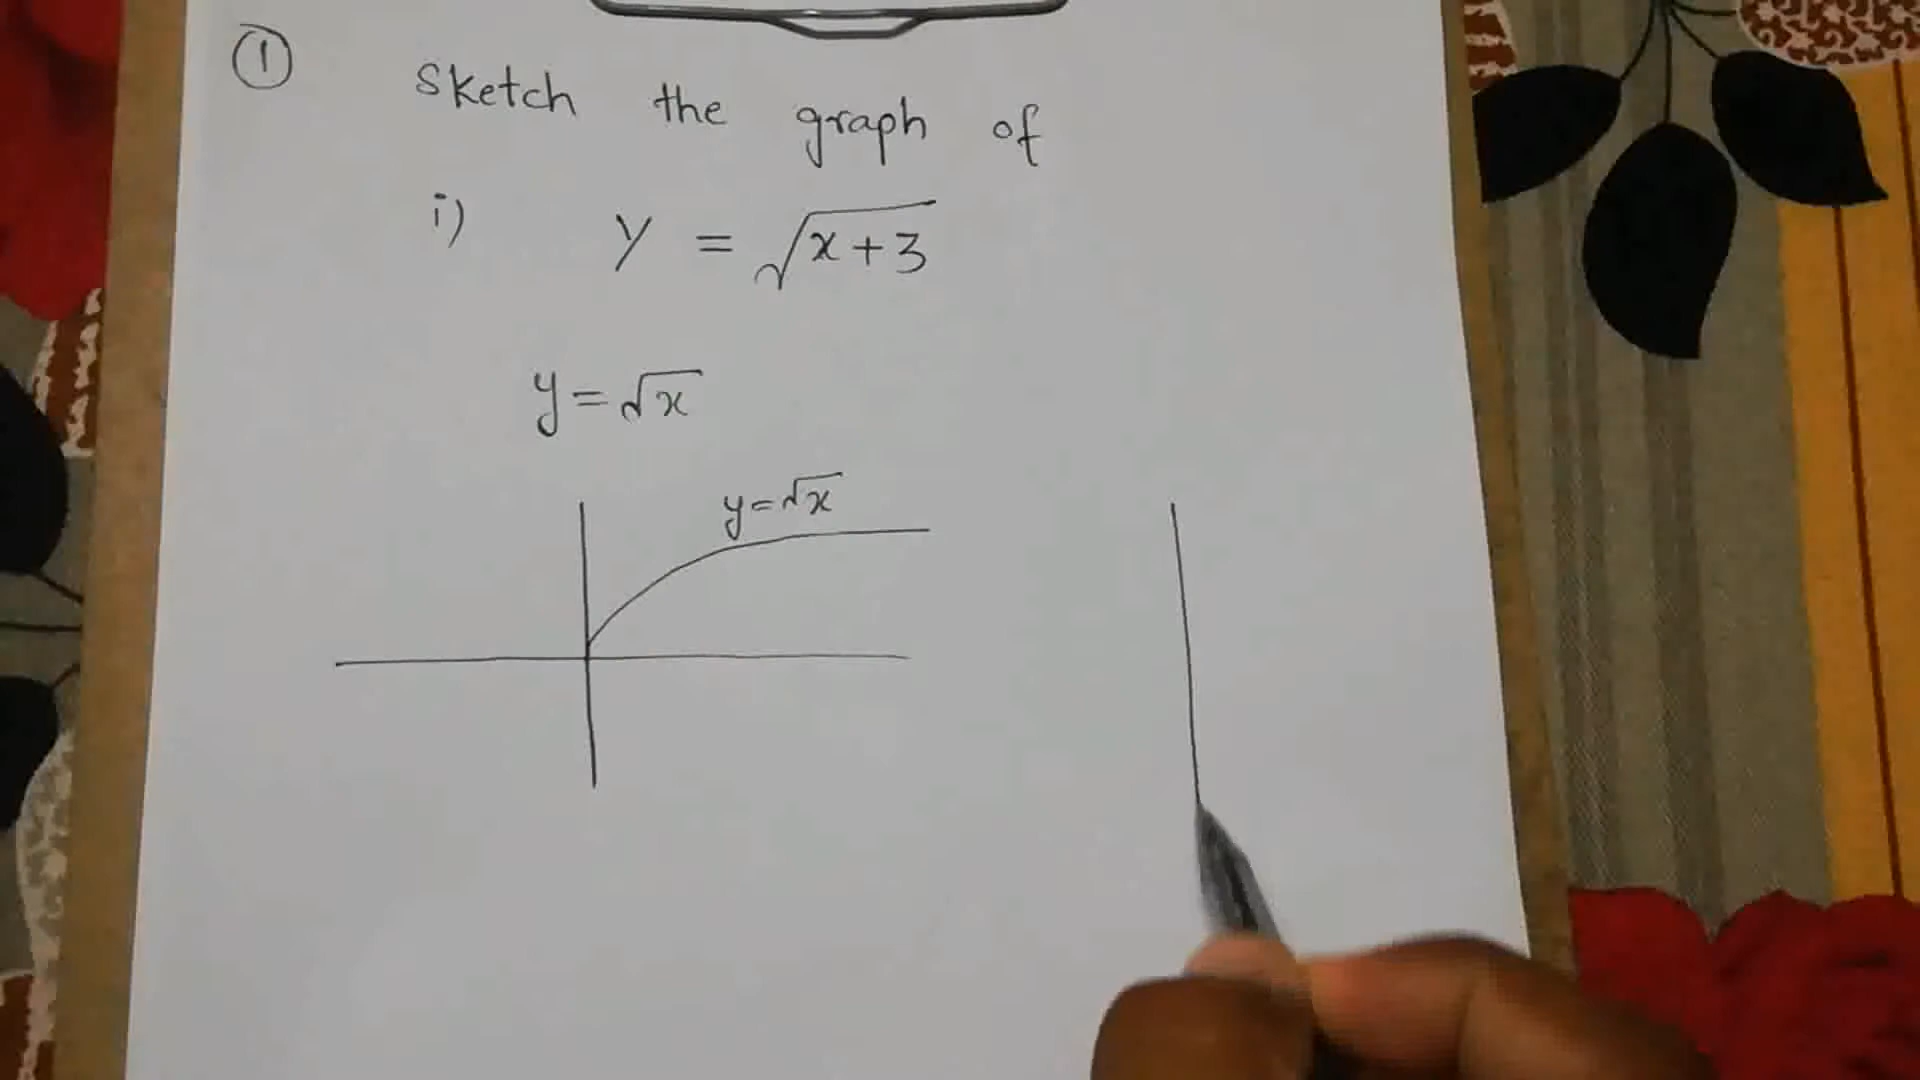 ①
Sketch the graph of
i) y = √x+3
y = √x
y = √x